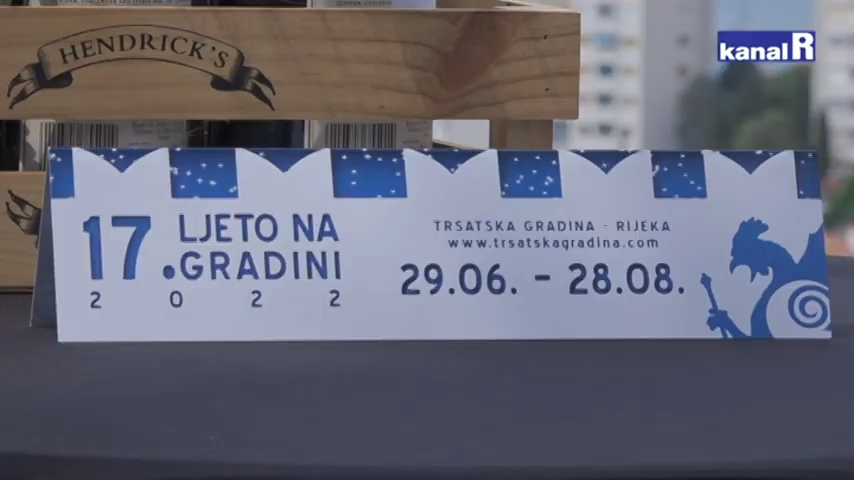 HENDRICK'S
kanal R
17. LJETO NA
GRADINI
2 0 2 2
TRSATSKA GRADINA - RIJEKA
www.trsatskagradina.com
29.06. - 28.08.